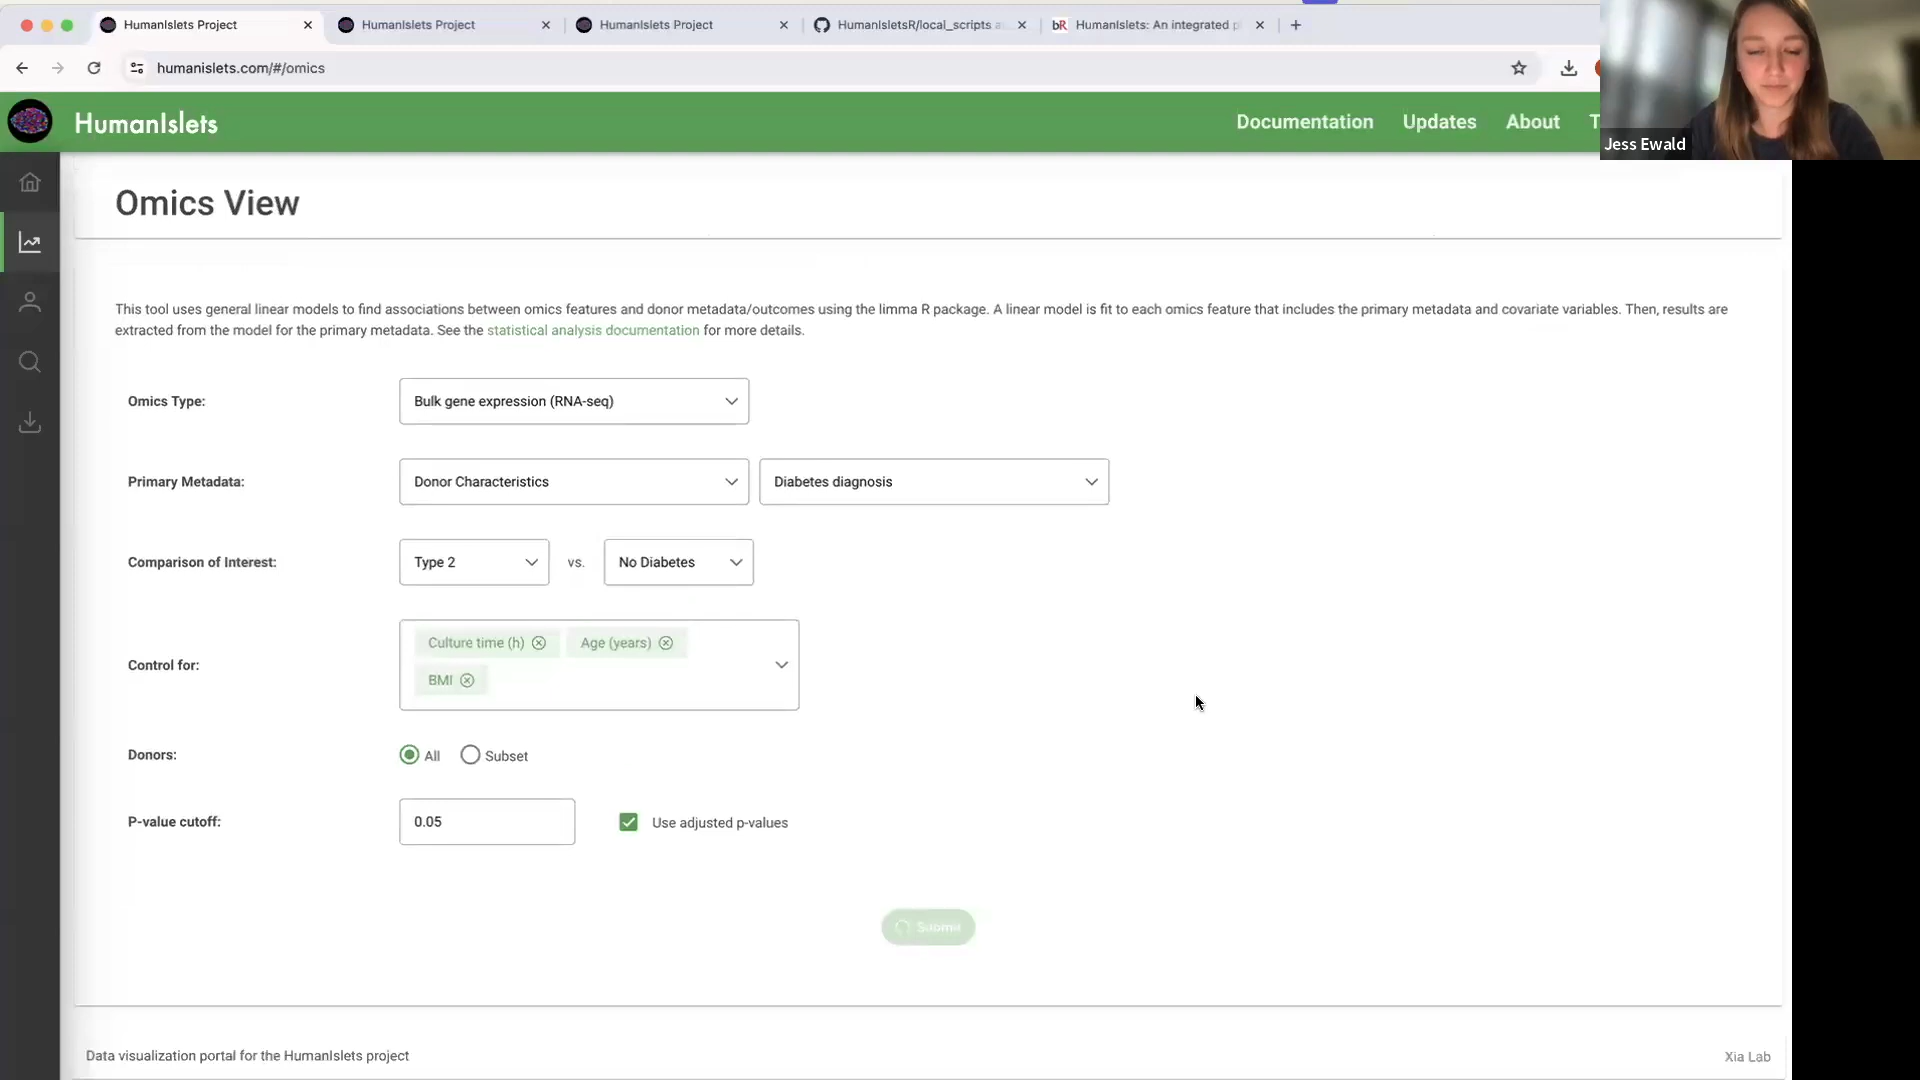 HumanIslets Project
HumanIslets Project
HumanIslets Project
HumanIsletsR/local_scripts a
bR HumanIslets: An integrated p
humanislets.com/#/omics
HumanIslets
Documentation
Updates
About
T
Jess Ewald
Omics View
This tool uses general linear models to find associations between omics features and donor metadata/outcomes using the limma R package. A linear model is fit to each omics feature that includes the primary metadata and covariate variables. Then, results are
extracted from the model for the primary metadata. See the statistical analysis documentation for more details.
Omics Type:
Bulk gene expression (RNA-seq)
Primary Metadata:
Donor Characteristics
Diabetes diagnosis
Comparison of Interest:
Type 2
vs.
No Diabetes
Control for:
Culture time (h)
Age (years)
BMI
Donors:
All
Subset
P-value cutoff:
0.05
Use adjusted p-values
Submit
Data visualization portal for the HumanIslets project
Xia Lab